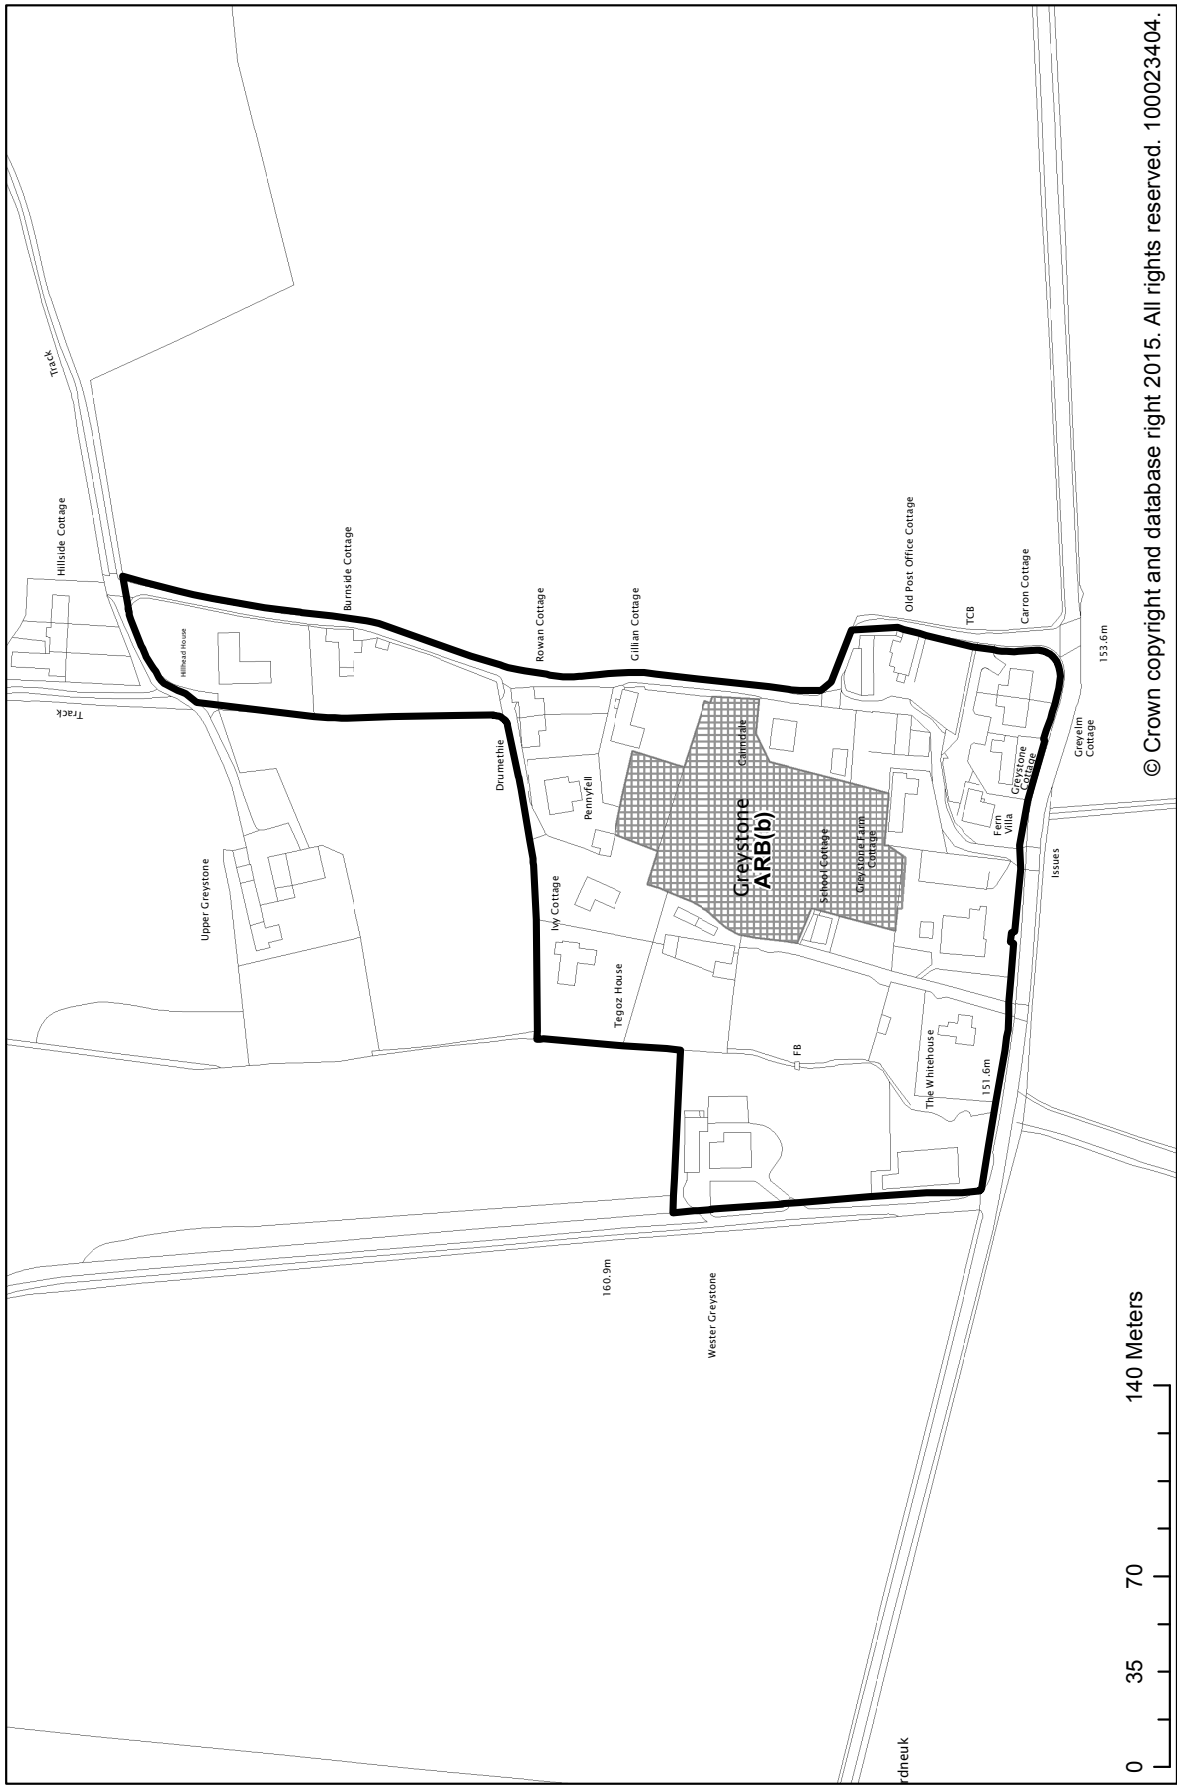 Track
Hillside Cottage
Track
Hillhead House
Burnside Cottage
Upper Greystone
Drumethie
Rowan Cottage
Gillian Cottage
Pennyfell
Ivy Cottage
Tegoz House
Cairndale
Greystone
ARB(b)
School Cottage
Greystone Farm
Cottage
Old Post Office Cottage
TCB
Carron Cottage
Greystone
Cottage
Fern
Villa
Greyelm
Cottage
153.6m
Issues
FB
The Whitehouse
151.6m
160.9m
Wester Greystone
rdneuk
0 35 70 140 Meters
© Crown copyright and database right 2015. All rights reserved. 100023404.